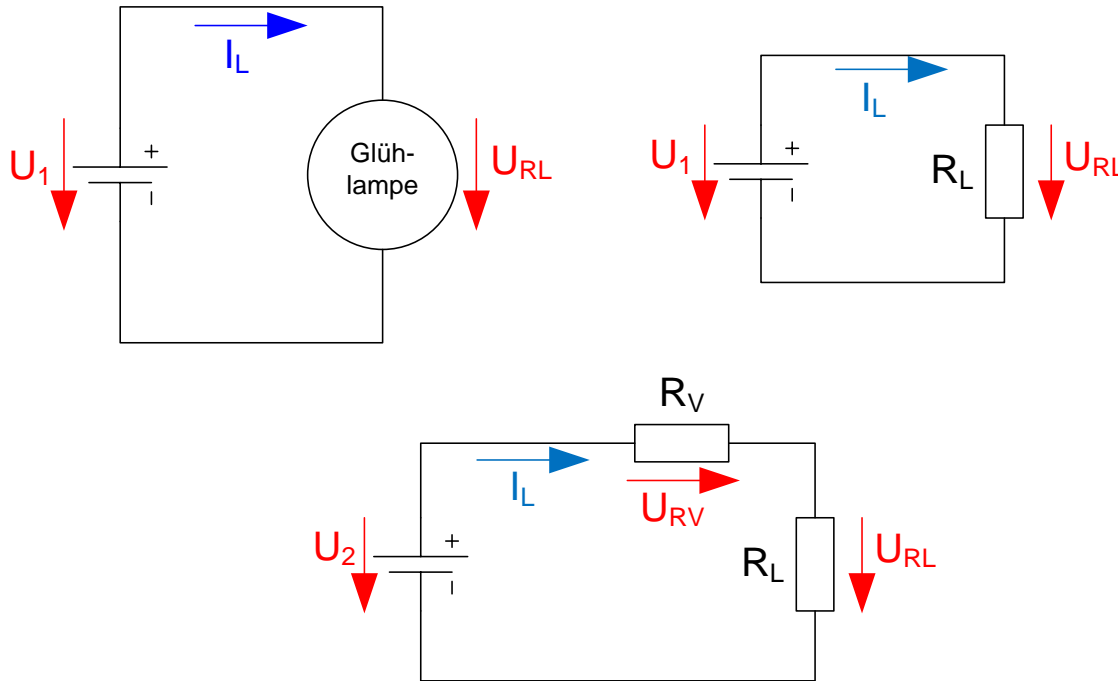 I_L
+
U_1
Glüh-
lampe
U_RL
–
I_L
+
U_1
R_L
U_RL
–
R_V
I_L
U_RV
+
U_2
R_L
U_RL
–